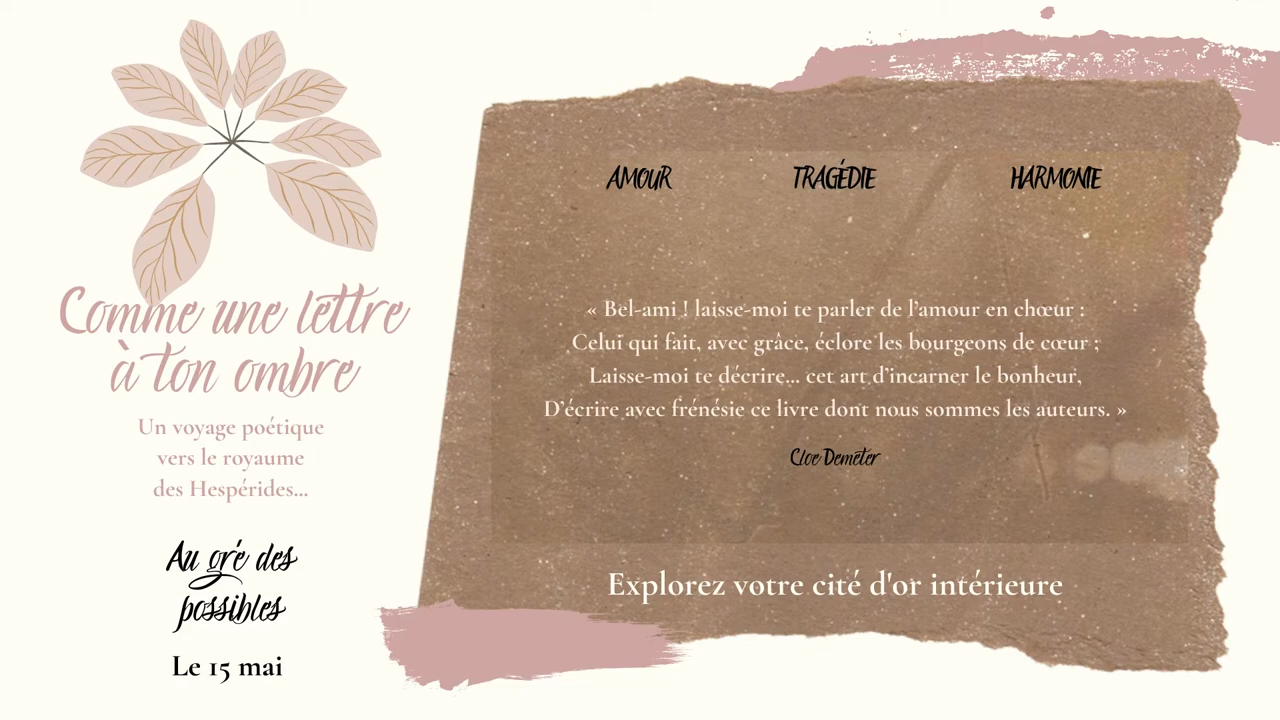 Comme une lettre
à ton ombre
Un voyage poétique
vers le royaume
des Hespérides...
Au gré des
possibles
Le 15 mai
AMOUR TRAGÉDIE HARMONIE
« Bel-ami ! laisse-moi te parler de l'amour en chœur :
Celui qui fait, avec grâce, éclore les bourgeons de cœur ;
Laisse-moi te décrire... cet art d'incarner le bonheur,
D'écrire avec frénésie ce livre dont nous sommes les auteurs. »
Cloe Demeter
Explorez votre cité d'or intérieure